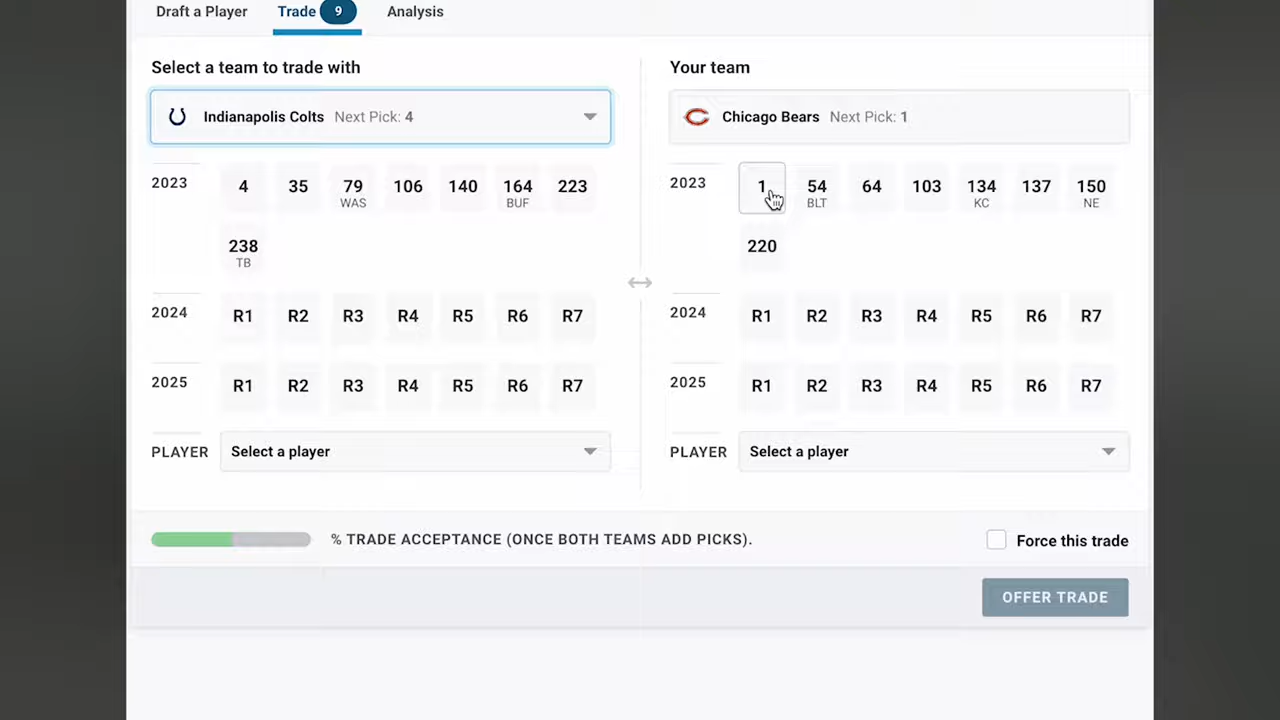 Draft a Player Trade 9 Analysis
Select a team to trade with
Indianapolis Colts Next Pick: 4
2023 4 35 79 106 140 164 223
WAS BUF
238
TB
2024 R1 R2 R3 R4 R5 R6 R7
2025 R1 R2 R3 R4 R5 R6 R7
PLAYER Select a player
Your team
Chicago Bears Next Pick: 1
2023 1 54 64 103 134 137 150
BLT KC NE
220
2024 R1 R2 R3 R4 R5 R6 R7
2025 R1 R2 R3 R4 R5 R6 R7
PLAYER Select a player
% TRADE ACCEPTANCE (ONCE BOTH TEAMS ADD PICKS).
Force this trade
OFFER TRADE